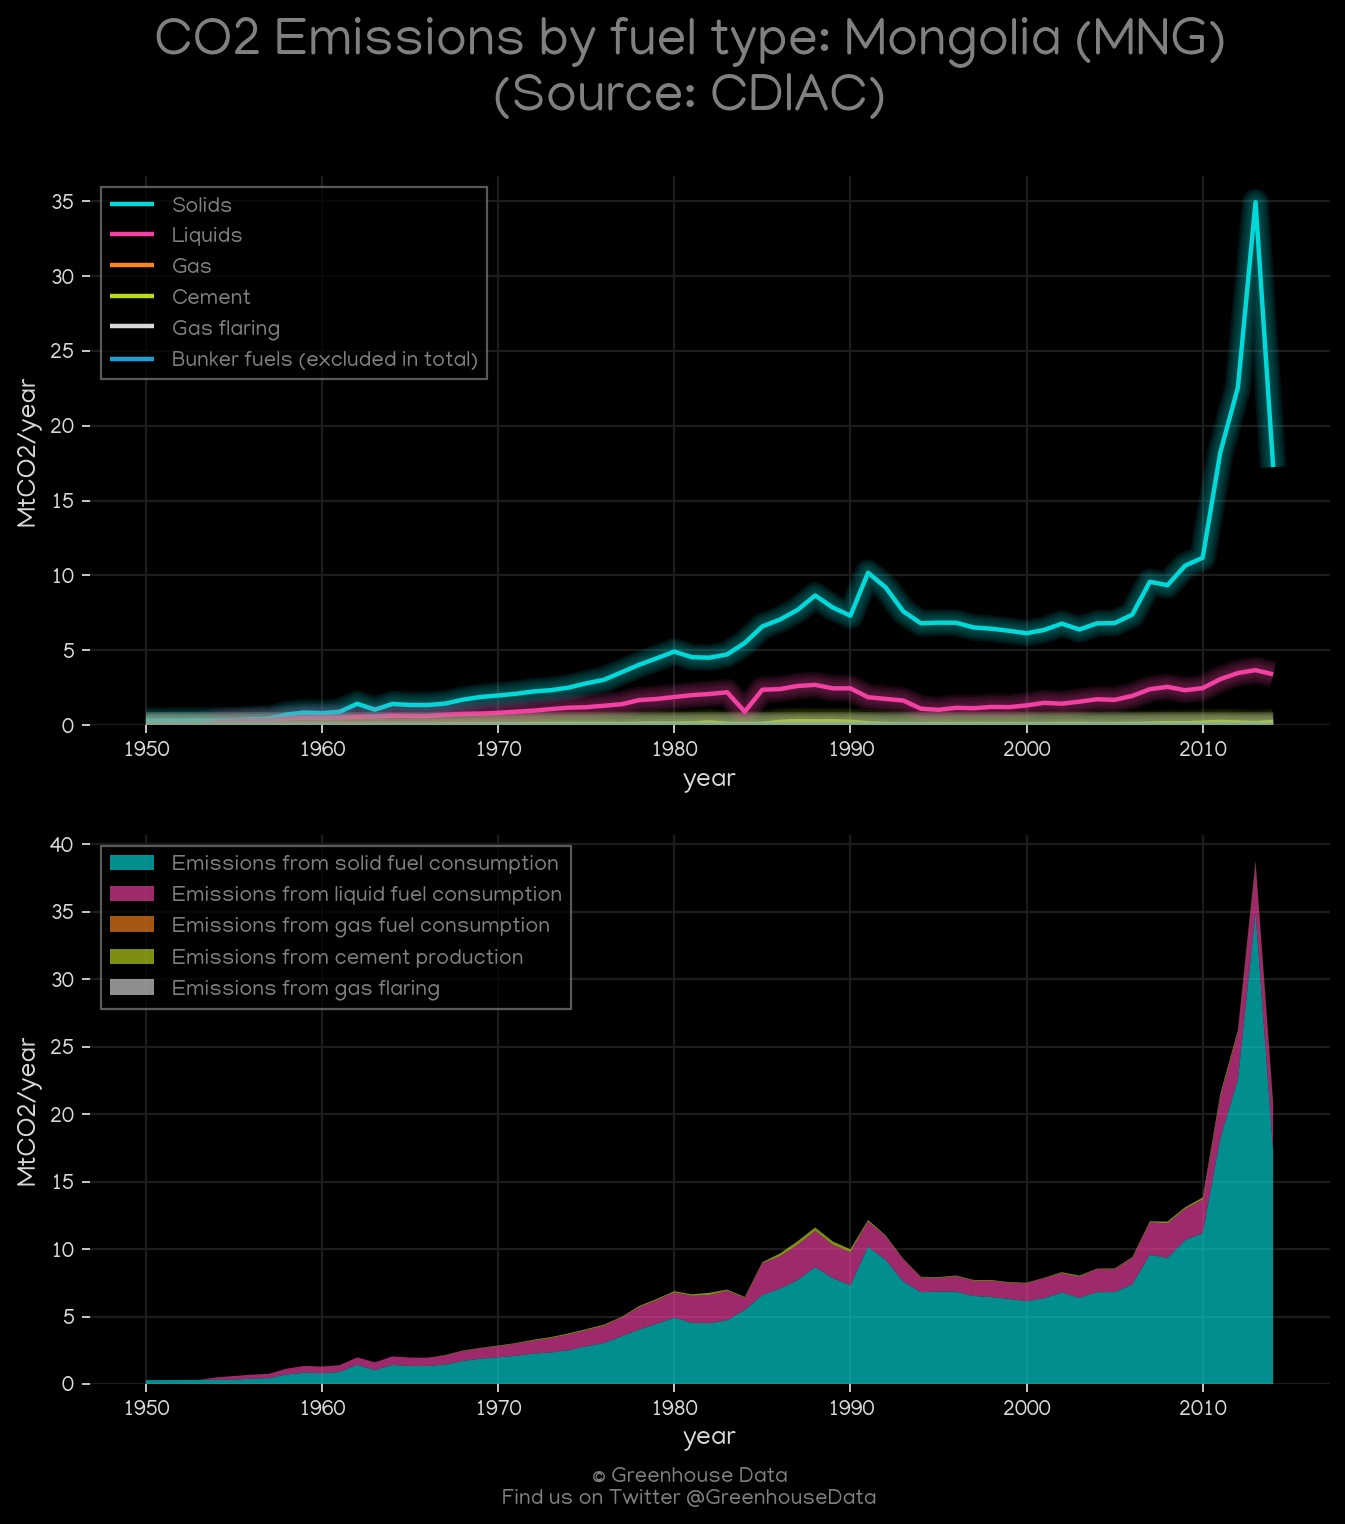 CO2 Emissions by fuel type: Mongolia (MNG)
(Source: CDIAC)
35
30
25
20
15
10
5
0
MtCO2/year
Solids
Liquids
Gas
Cement
Gas flaring
Bunker fuels (excluded in total)
1950 1960 1970 1980 1990 2000 2010
year
40
35
30
25
20
15
10
5
0
MtCO2/year
Emissions from solid fuel consumption
Emissions from liquid fuel consumption
Emissions from gas fuel consumption
Emissions from cement production
Emissions from gas flaring
1950 1960 1970 1980 1990 2000 2010
year
© Greenhouse Data
Find us on Twitter @GreenhouseData